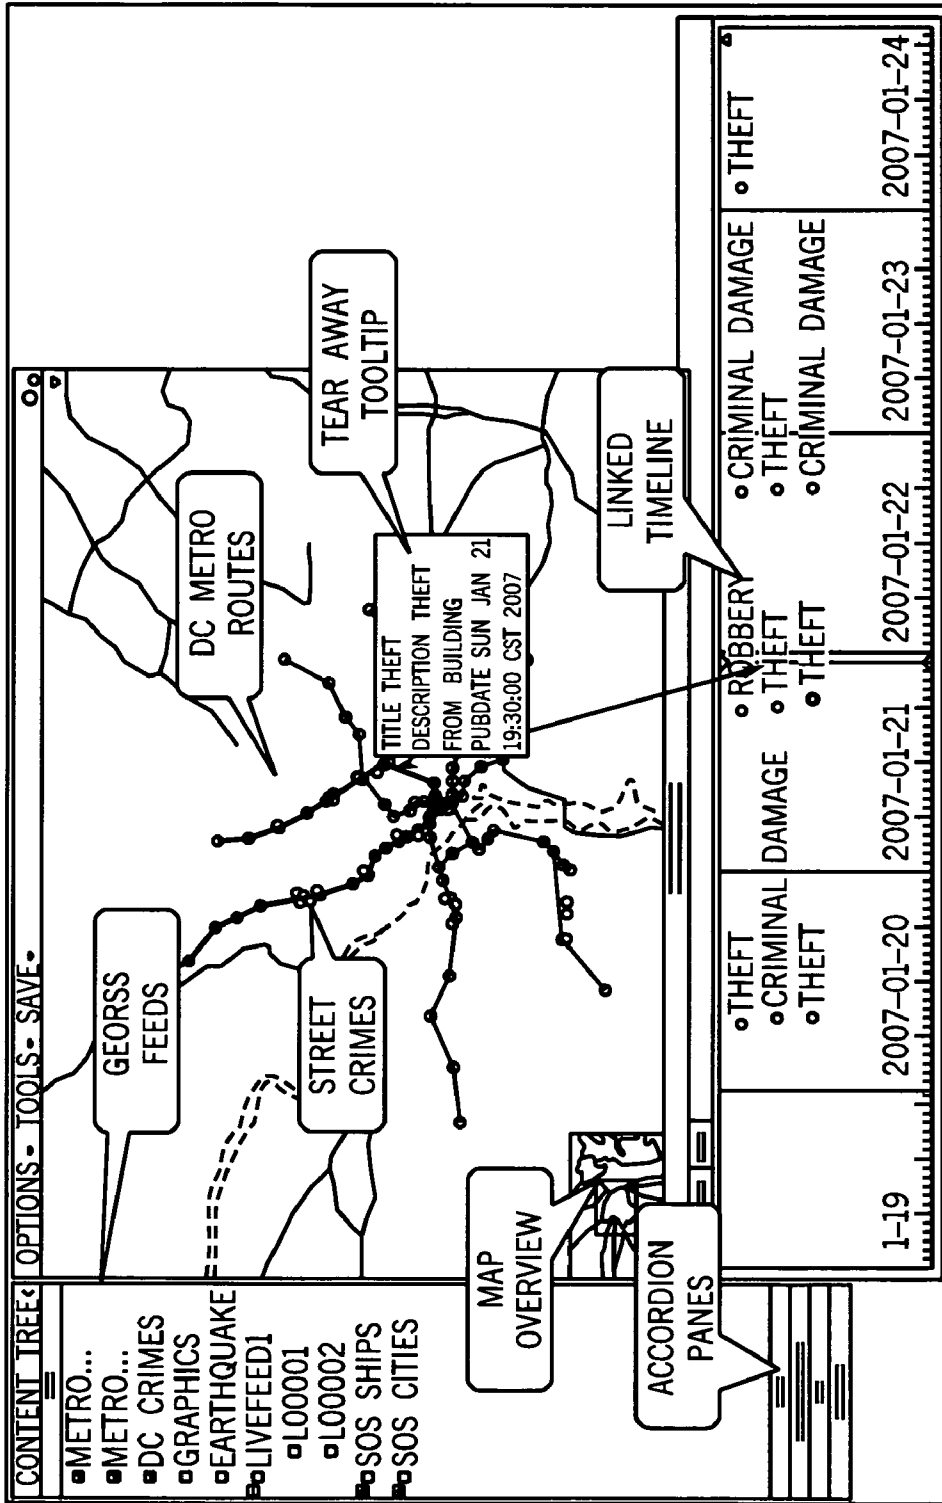 CONTENT TREE
OPTIONS- TOOLS- SAVE-
METRO...
METRO...
DC CRIMES
GRAPHICS
EARTHQUAKE
LIVEFEED1
L00001
L00002
SOS SHIPS
SOS CITIES
GEORSS
FEEDS
DC METRO
ROUTES
STREET
CRIMES
TEAR AWAY
TOOLTIP
TITLE THEFT
DESCRIPTION THEFT
FROM BUILDING
PUBDATE SUN JAN 21
19:30:00 CST 2007
MAP
OVERVIEW
LINKED
TIMELINE
ACCORDION
PANES
THEFT
CRIMINAL DAMAGE
THEFT
ROBBERY
THEFT
THEFT
CRIMINAL DAMAGE
THEFT
CRIMINAL DAMAGE
THEFT
1-19
2007-01-20
2007-01-21
2007-01-22
2007-01-23
2007-01-24